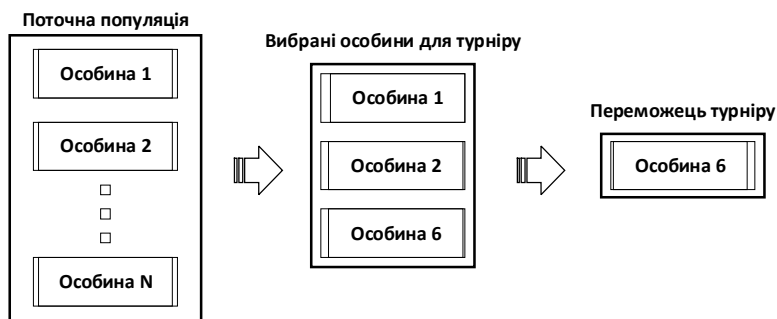 Поточна популяція
Особина 1
Особина 2
Особина N
Вибрані особини для турніру
Особина 1
Особина 2
Особина 6
Переможець турніру
Особина 6